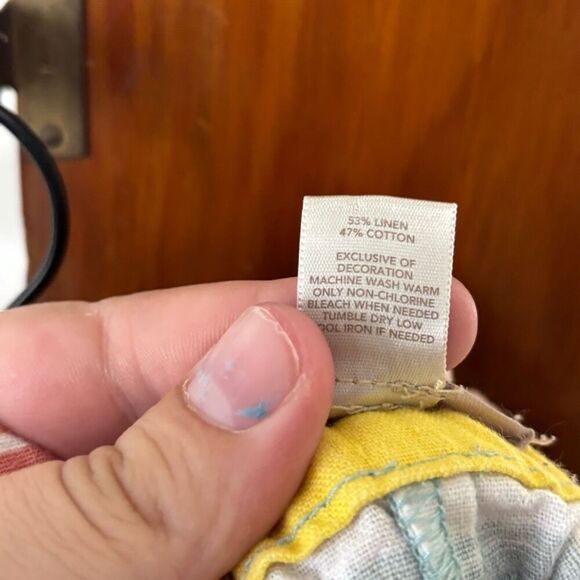 53% LINEN
47% COTTON
EXCLUSIVE OF
DECORATION
MACHINE WASH WARM
ONLY NON-CHLORINE
BLEACH WHEN NEEDED
TUMBLE DRY LOW
OOL IRON IF NEEDED